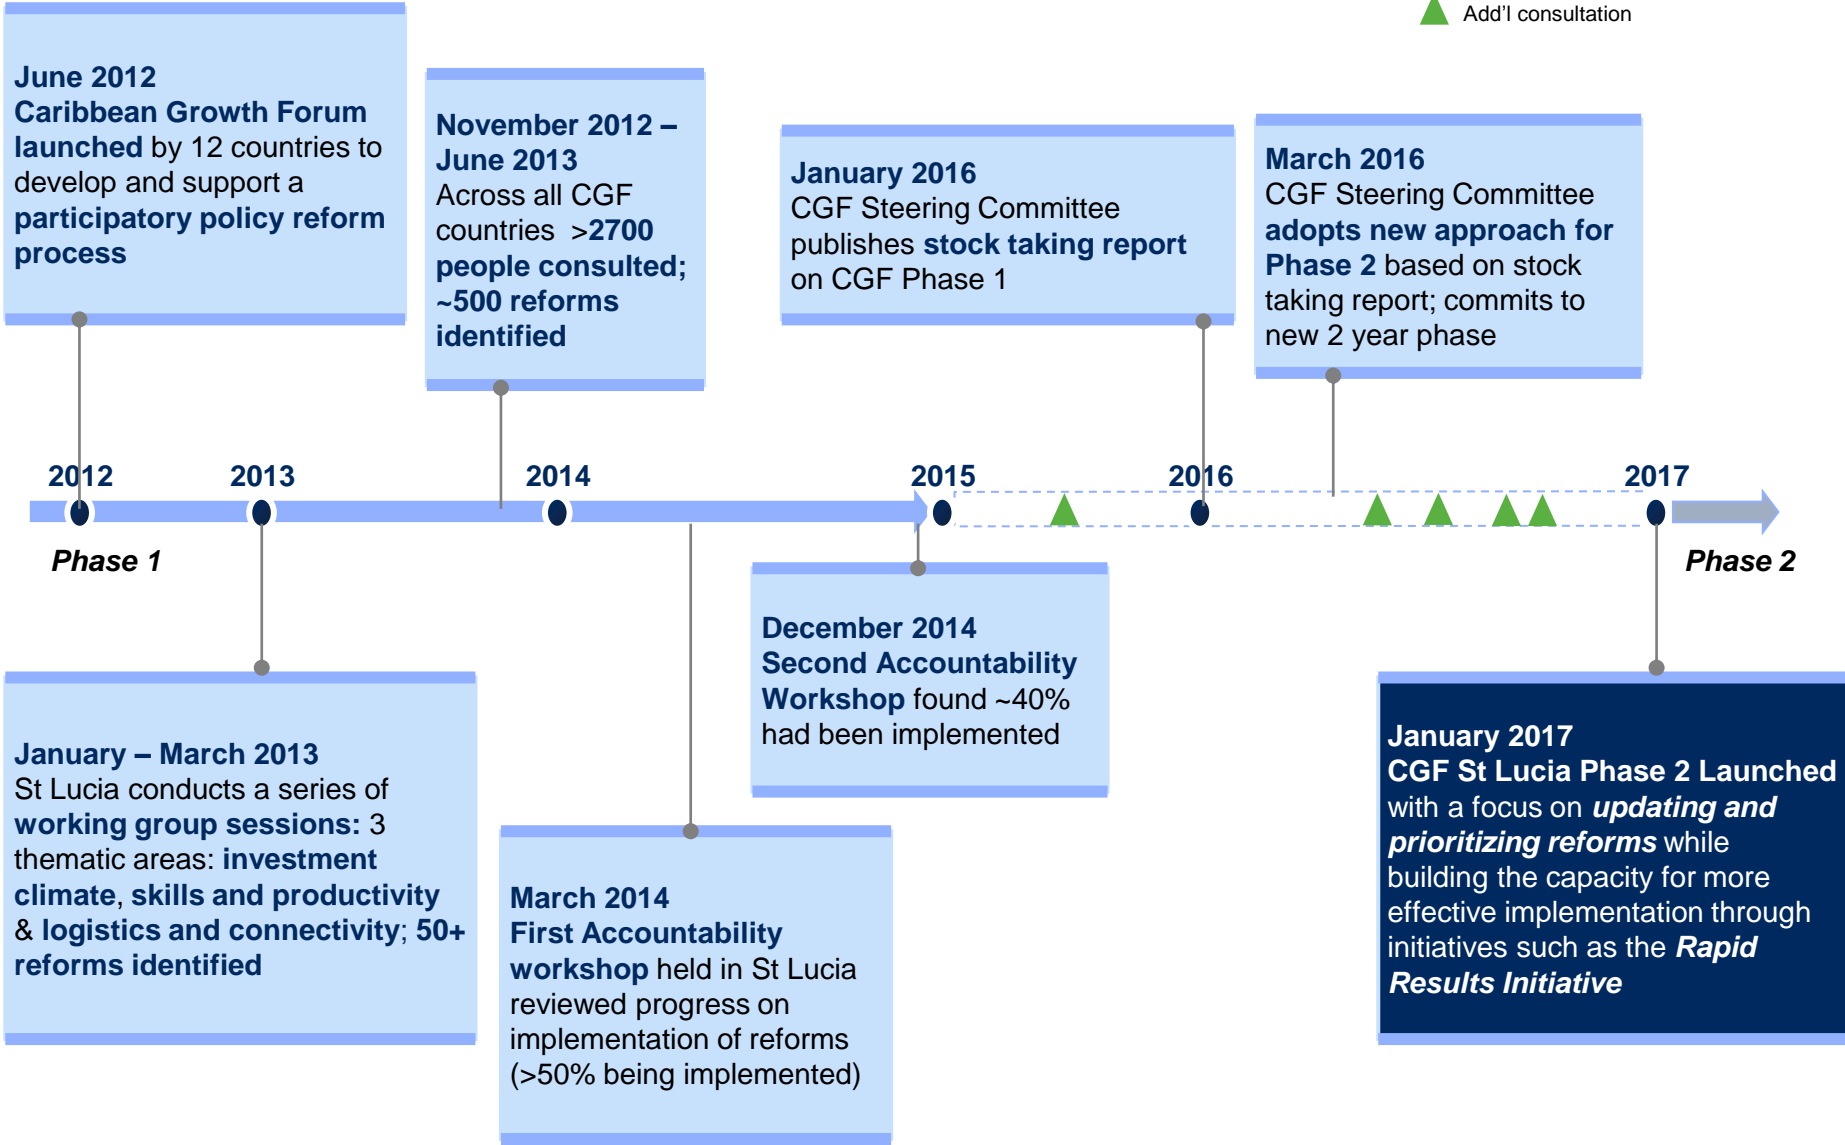 Add’l consultation
June 2012
Caribbean Growth Forum
launched by 12 countries to
develop and support a
participatory policy reform
process
November 2012 –
June 2013
Across all CGF
countries >2700
people consulted;
~500 reforms
identified
January 2016
CGF Steering Committee
publishes stock taking report
on CGF Phase 1
March 2016
CGF Steering Committee
adopts new approach for
Phase 2 based on stock
taking report; commits to
new 2 year phase
2012
2013
2014
2015
2016
2017
Phase 1
Phase 2
January – March 2013
St Lucia conducts a series of
working group sessions: 3
thematic areas: investment
climate, skills and productivity
& logistics and connectivity; 50+
reforms identified
March 2014
First Accountability
workshop held in St Lucia
reviewed progress on
implementation of reforms
(>50% being implemented)
December 2014
Second Accountability
Workshop found ~40%
had been implemented
January 2017
CGF St Lucia Phase 2 Launched
with a focus on updating and
prioritizing reforms while
building the capacity for more
effective implementation through
initiatives such as the Rapid
Results Initiative